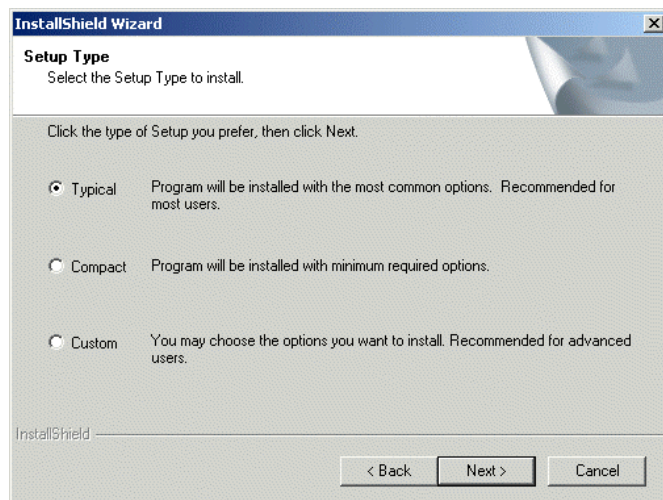 InstallShield Wizard
Setup Type
Select the Setup Type to install.
Click the type of Setup you prefer, then click Next.
Typical Program will be installed with the most common options. Recommended for
most users.
Compact Program will be installed with minimum required options.
Custom You may choose the options you want to install. Recommended for advanced
users.
InstallShield
< Back Next > Cancel